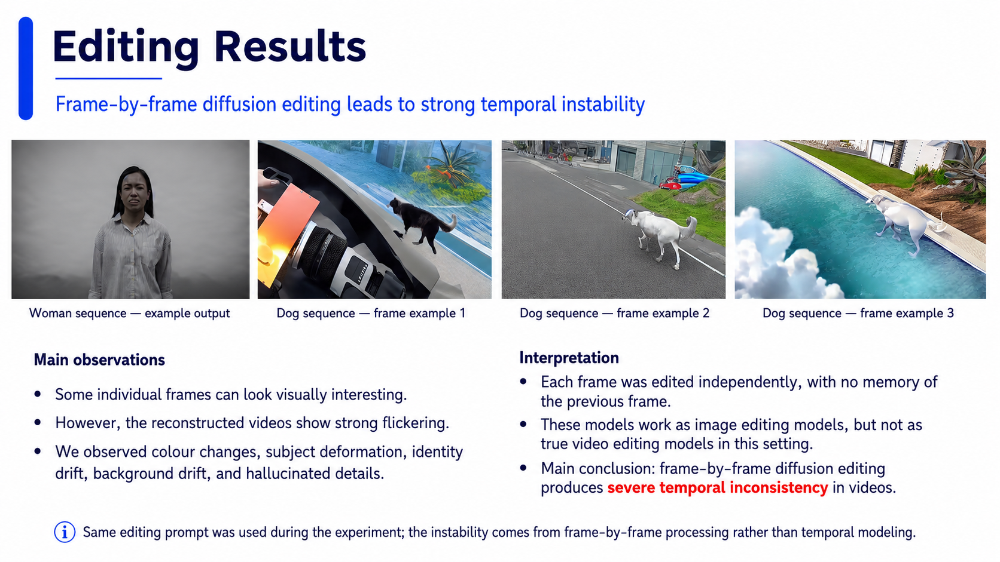 Editing Results
Frame-by-frame diffusion editing leads to strong temporal instability
Woman sequence — example output
Dog sequence — frame example 1
Dog sequence — frame example 2
Dog sequence — frame example 3
Main observations
• Some individual frames can look visually interesting.
• However, the reconstructed videos show strong flickering.
• We observed colour changes, subject deformation, identity
drift, background drift, and hallucinated details.
Interpretation
• Each frame was edited independently, with no memory of
the previous frame.
• These models work as image editing models, but not as
true video editing models in this setting.
• Main conclusion: frame-by-frame diffusion editing
produces severe temporal inconsistency in videos.
i Same editing prompt was used during the experiment; the instability comes from frame-by-frame processing rather than temporal modeling.